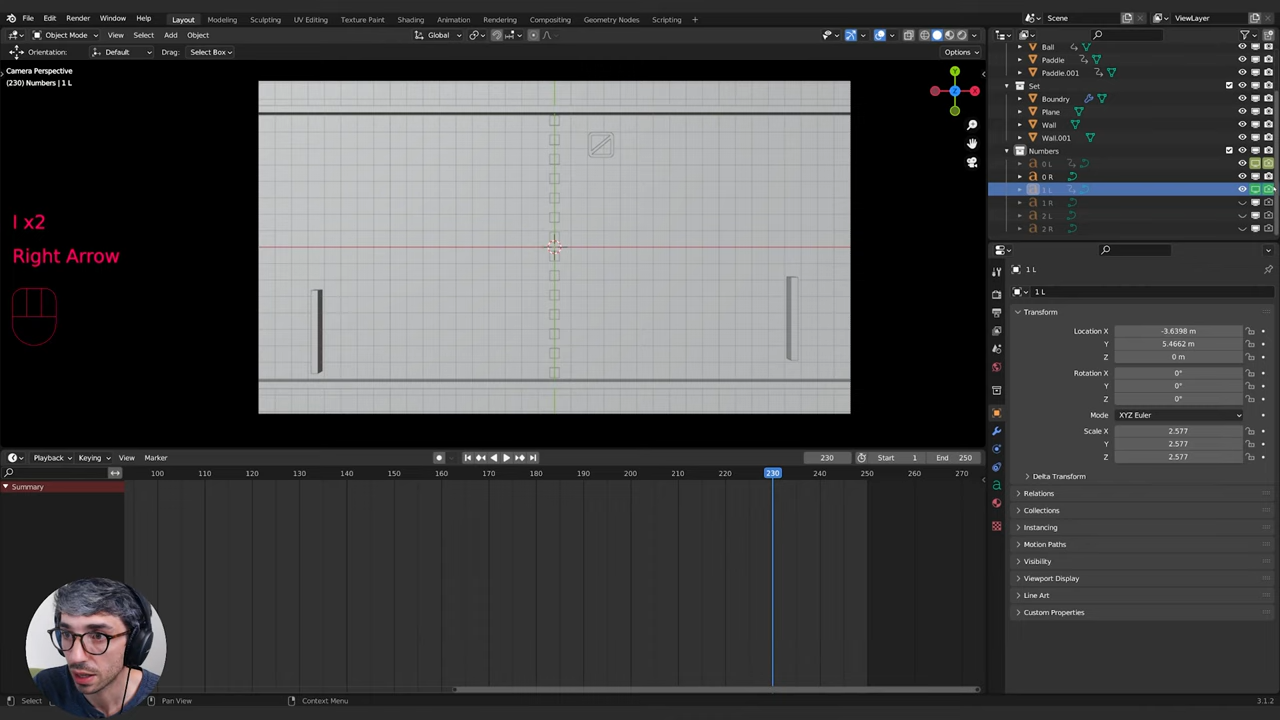 File Edit Render Window Help Layout Modeling Sculpting UV Editing Texture Paint Shading Animation Rendering Compositing Geometry Nodes Scripting + Scene ViewLayer
Object Mode View Select Add Object Global Options
Orientation: Default Drag: Select Box
Camera Perspective
(230) Numbers | 1 L
I x2
Right Arrow
Ball
Paddle
Paddle.001
Set
Boundry
Plane
Wall
Wall.001
Numbers
0 L
0 R
1 L
1 R
2 L
2 R
1 L
1 L
Transform
Location X -3.6398 m
Y 5.4662 m
Z 0 m
Rotation X 0°
Y 0°
Z 0°
Mode XYZ Euler
Scale X 2.577
Y 2.577
Z 2.577
Delta Transform
Relations
Collections
Instancing
Motion Paths
Visibility
Viewport Display
Line Art
Custom Properties
Playback Keying View Marker 230 Start 1 End 250
100 110 120 130 140 150 160 170 180 190 200 210 220 230 240 250 260 270
Summary
Select Pan View Context Menu 3.1.2